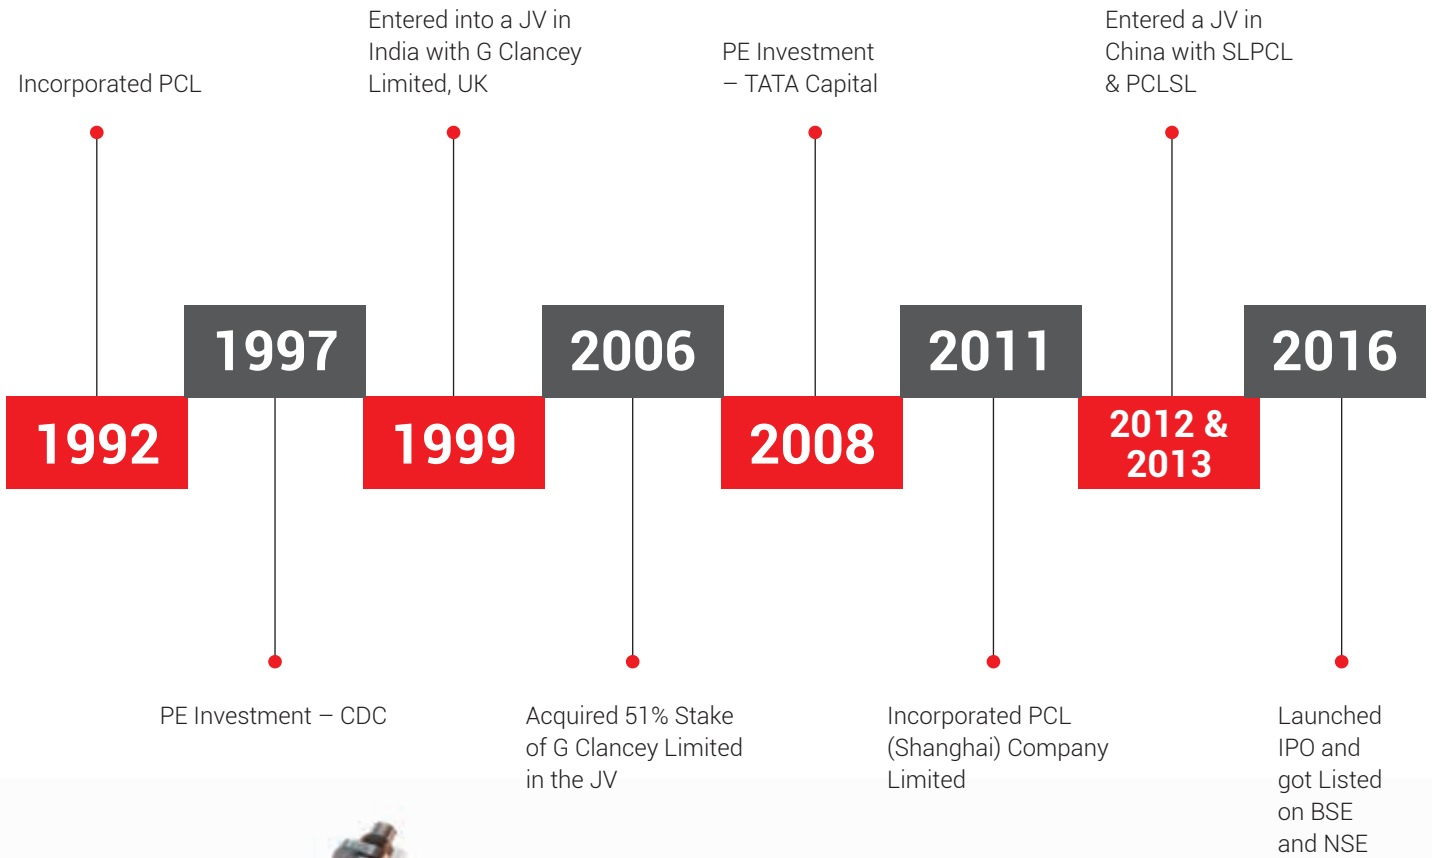 Incorporated PCL
Entered into a JV in
India with G Clancey
Limited, UK
PE Investment
– TATA Capital
Entered a JV in
China with SLPCL
& PCLSL
1997
2006
2011
2016
1992
1999
2008
2012 &
2013
PE Investment – CDC
Acquired 51% Stake
of G Clancey Limited
in the JV
Incorporated PCL
(Shanghai) Company
Limited
Launched
IPO and
got Listed
on BSE
and NSE